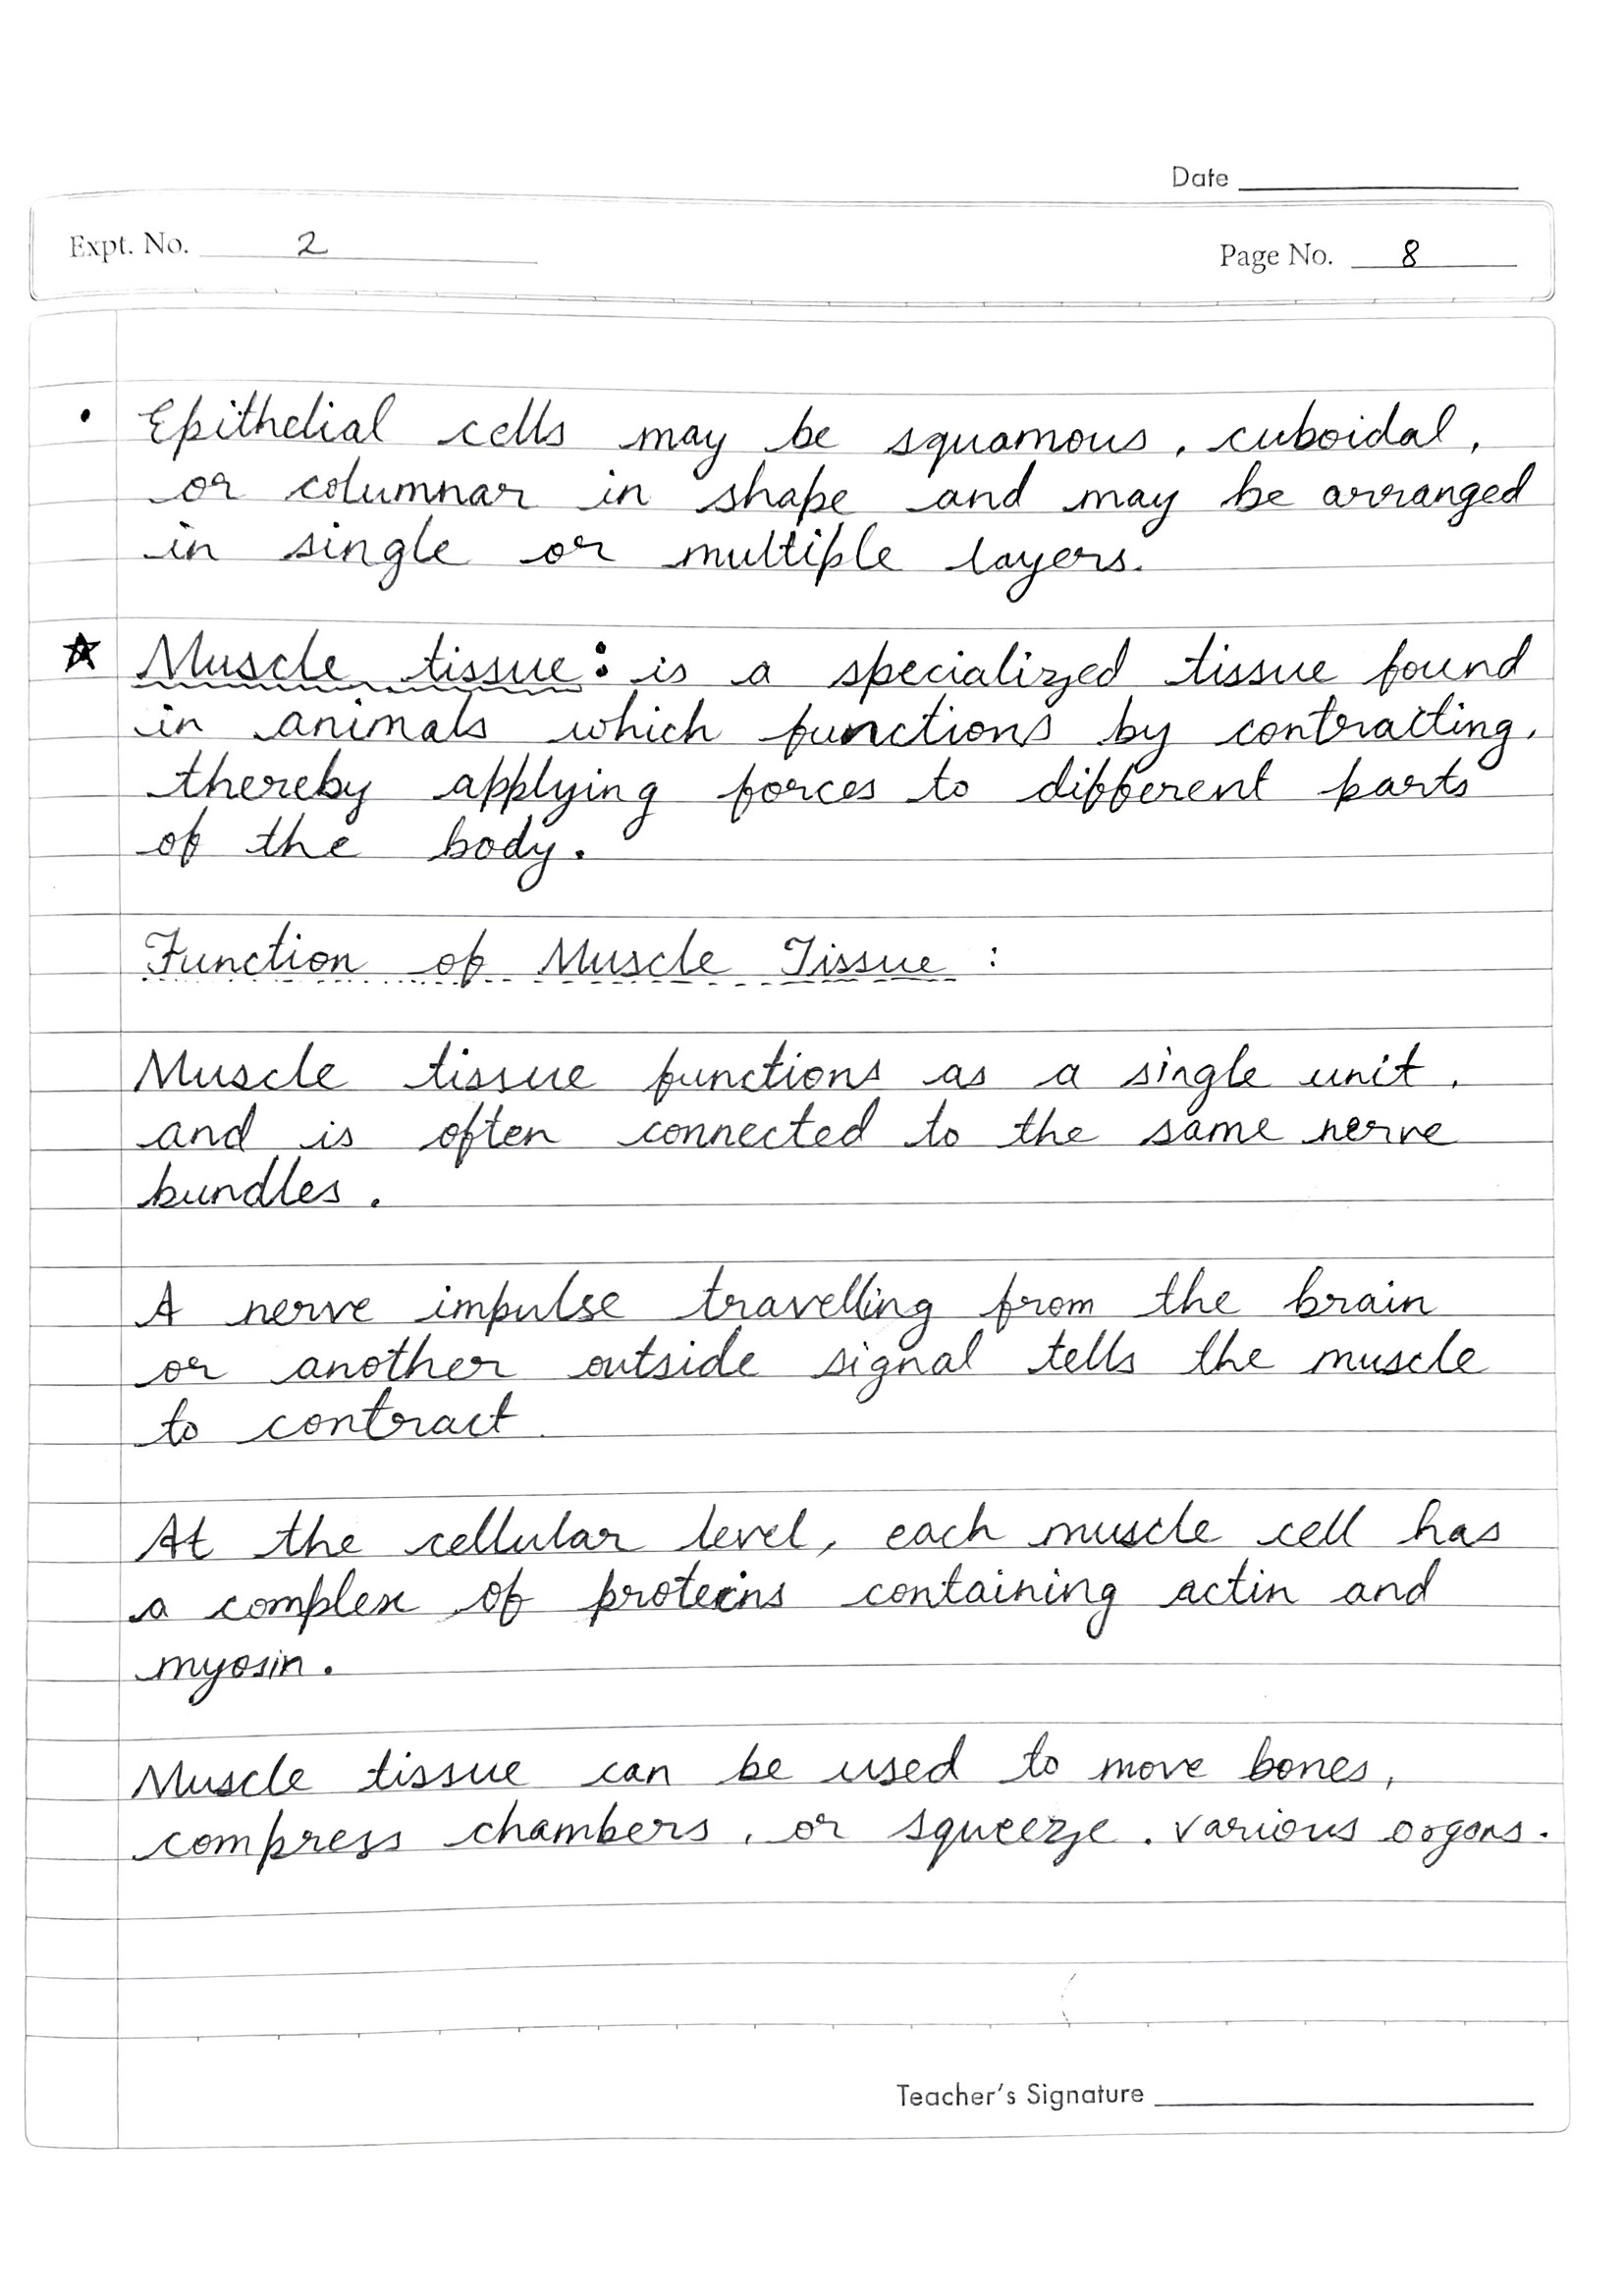 Date
Expt. No. 2
Page No. 8
• Epithelial cells may be squamous, cuboidal,
or columnar in shape and may be arranged
in single or multiple layers.
☆ Muscle tissue: is a specialized tissue found
in animals which functions by contracting,
thereby applying forces to different parts
of the body.
Function of Muscle Tissue :
Muscle tissue functions as a single unit,
and is often connected to the same nerve
bundles.
A nerve impulse travelling from the brain
or another outside signal tells the muscle
to contract.
At the cellular level, each muscle cell has
a complex of proteins containing actin and
myosin.
Muscle tissue can be used to move bones,
compress chambers, or squeeze. various organs.
Teacher's Signature